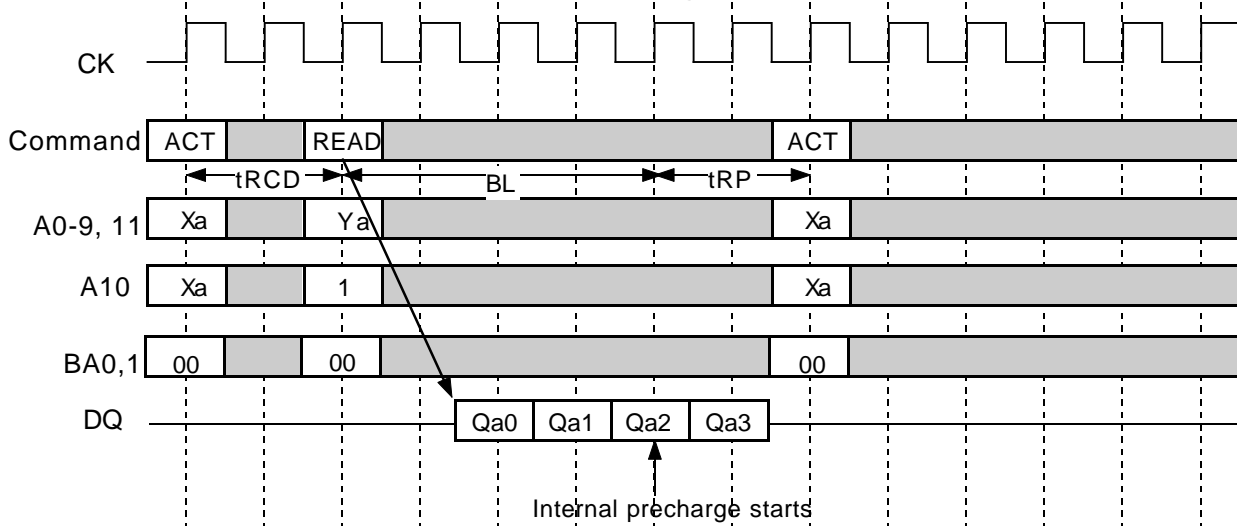 CK
Command ACT READ ACT
tRCD BL tRP
A0-9, 11 Xa Ya Xa
A10 Xa 1 Xa
BA0,1 00 00 00
DQ Qa0 Qa1 Qa2 Qa3
Internal precharge starts